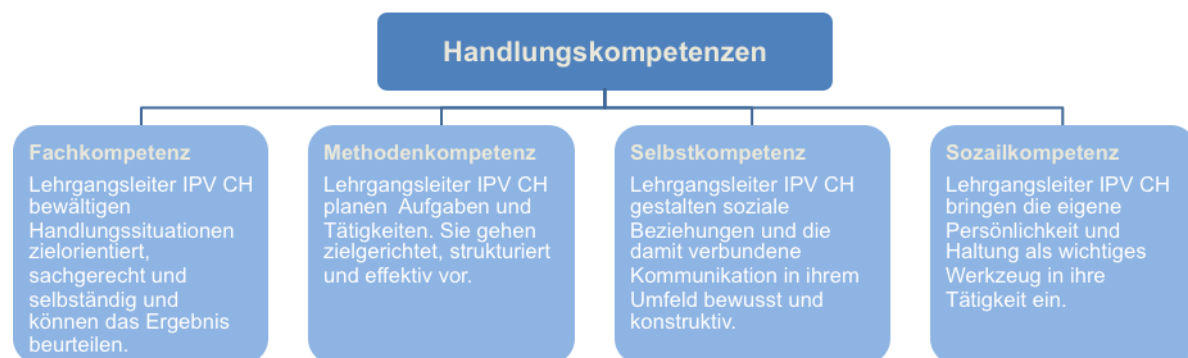 Handlungskompetenzen
Fachkompetenz
Lehrgangsleiter IPV CH
bewältigen
Handlungssituationen
zielorientiert,
sachgerecht und
selbständig und
können das Ergebnis
beurteilen.
Methodenkompetenz
Lehrgangsleiter IPV CH
planen Aufgaben und
Tätigkeiten. Sie gehen
zielgerichtet, strukturiert
und effektiv vor.
Selbstkompetenz
Lehrgangsleiter IPV CH
gestalten soziale
Beziehungen und die
damit verbundene
Kommunikation in ihrem
Umfeld bewusst und
konstruktiv.
Sozailkompetenz
Lehrgangsleiter IPV CH
bringen die eigene
Persönlichkeit und
Haltung als wichtiges
Werkzeug in ihre
Tätigkeit ein.